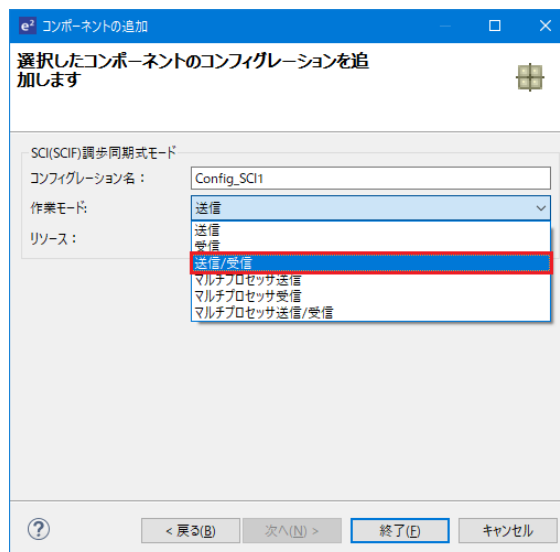 e² コンポーネントの追加
選択したコンポーネントのコンフィグレーションを追
加します
SCI(SCIF)調歩同期式モード
コンフィグレーション名：
Config_SCI1
作業モード:
送信
リソース：
送信
受信
送信/受信
マルチプロセッサ送信
マルチプロセッサ受信
マルチプロセッサ送信/受信
?
< 戻る(B)
次へ(N) >
終了(F)
キャンセル